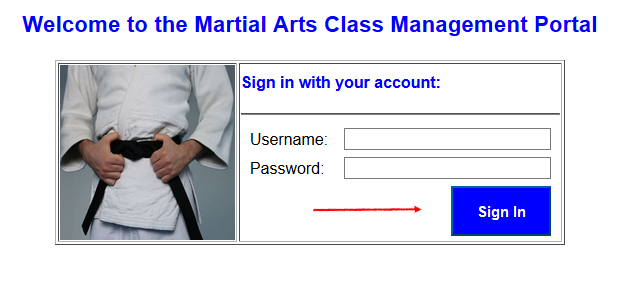 Welcome to the Martial Arts Class Management Portal
Sign in with your account:
Username:
Password:
Sign In